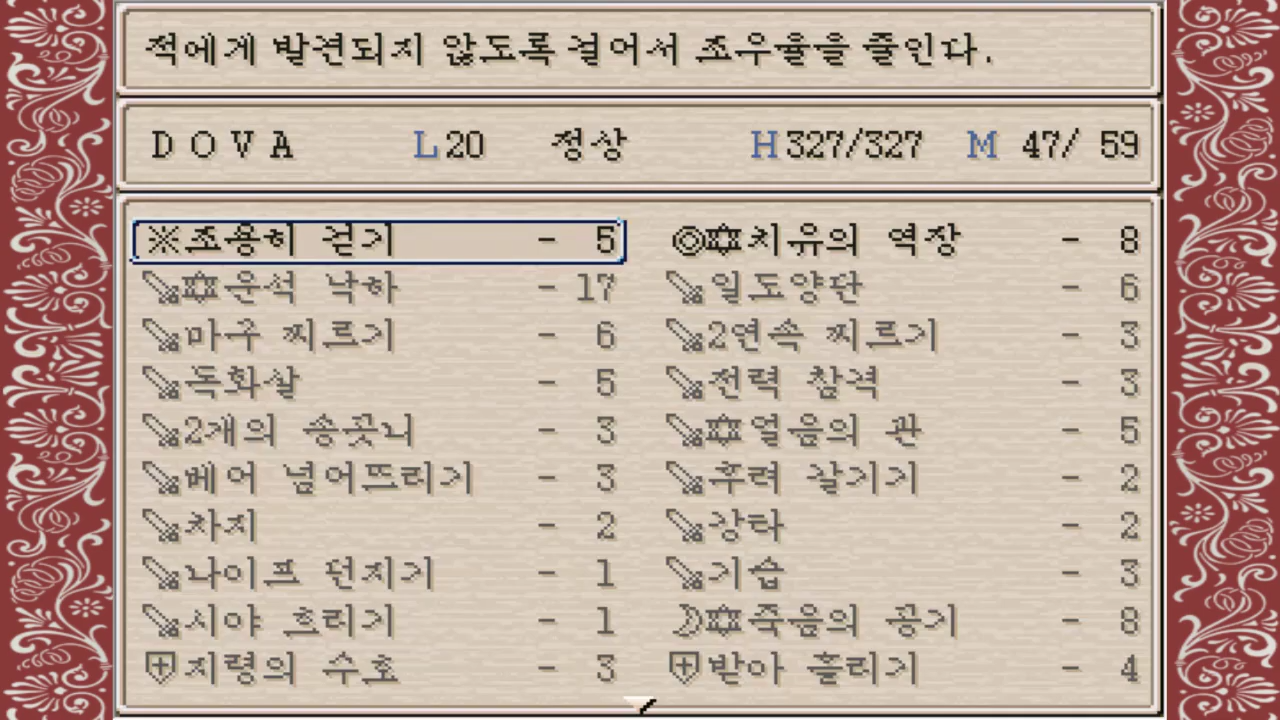 적에게 발견되지 않도록 걸어서 조우율을 줄인다.
DOVA L20 정상 H327/327 M 47/ 59
※조용히 걷기 - 5 ◎✡치유의 역장 - 8
✡운석 낙하 - 17 일도양단 - 6
마구 찌르기 - 6 2연속 찌르기 - 3
독화살 - 5 전력 참격 - 3
2개의 송곳니 - 3 ✡얼음의 관 - 5
베어 넘어뜨리기 - 3 후려 갈기기 - 2
차지 - 2 강타 - 2
나이프 던지기 - 1 기습 - 3
시야 흐리기 - 1 ☽✡죽음의 공기 - 8
지령의 수호 - 3 받아 흘리기 - 4